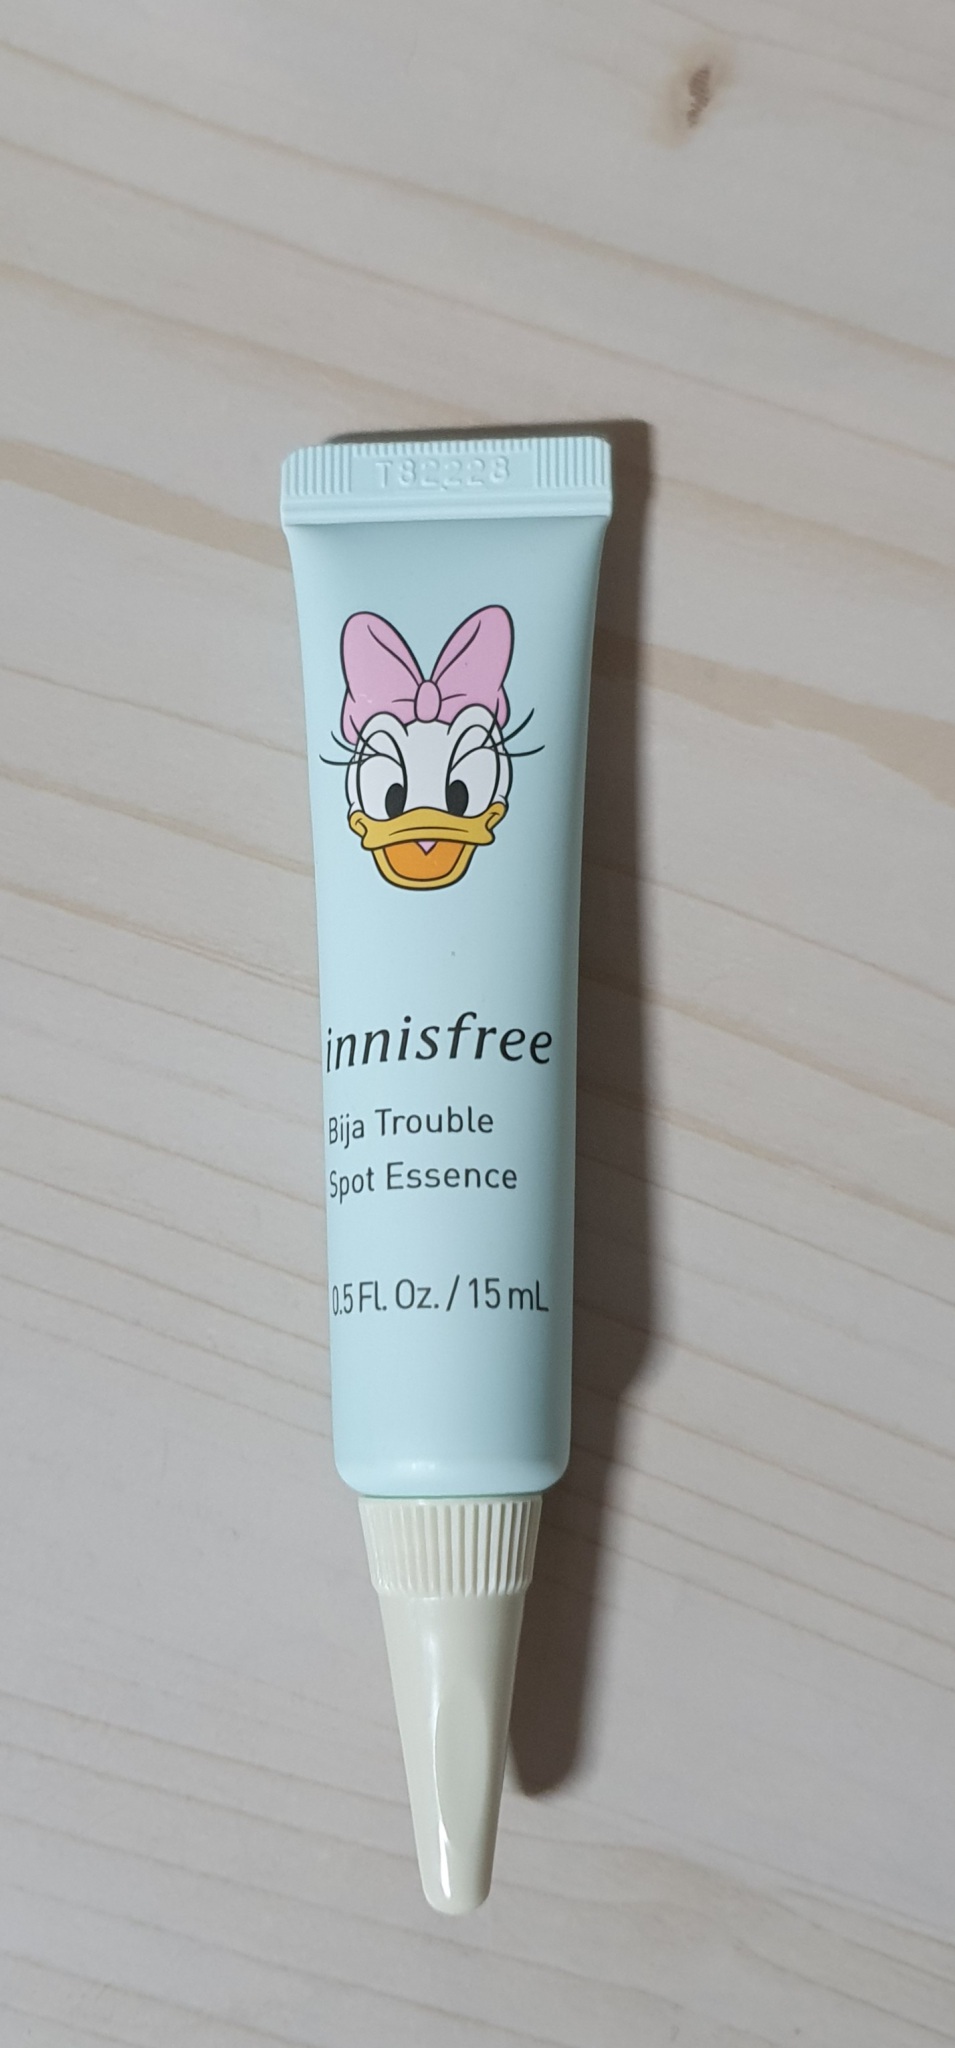 T82228
innisfree
Bija Trouble
Spot Essence
0.5 Fl. Oz. / 15 mL